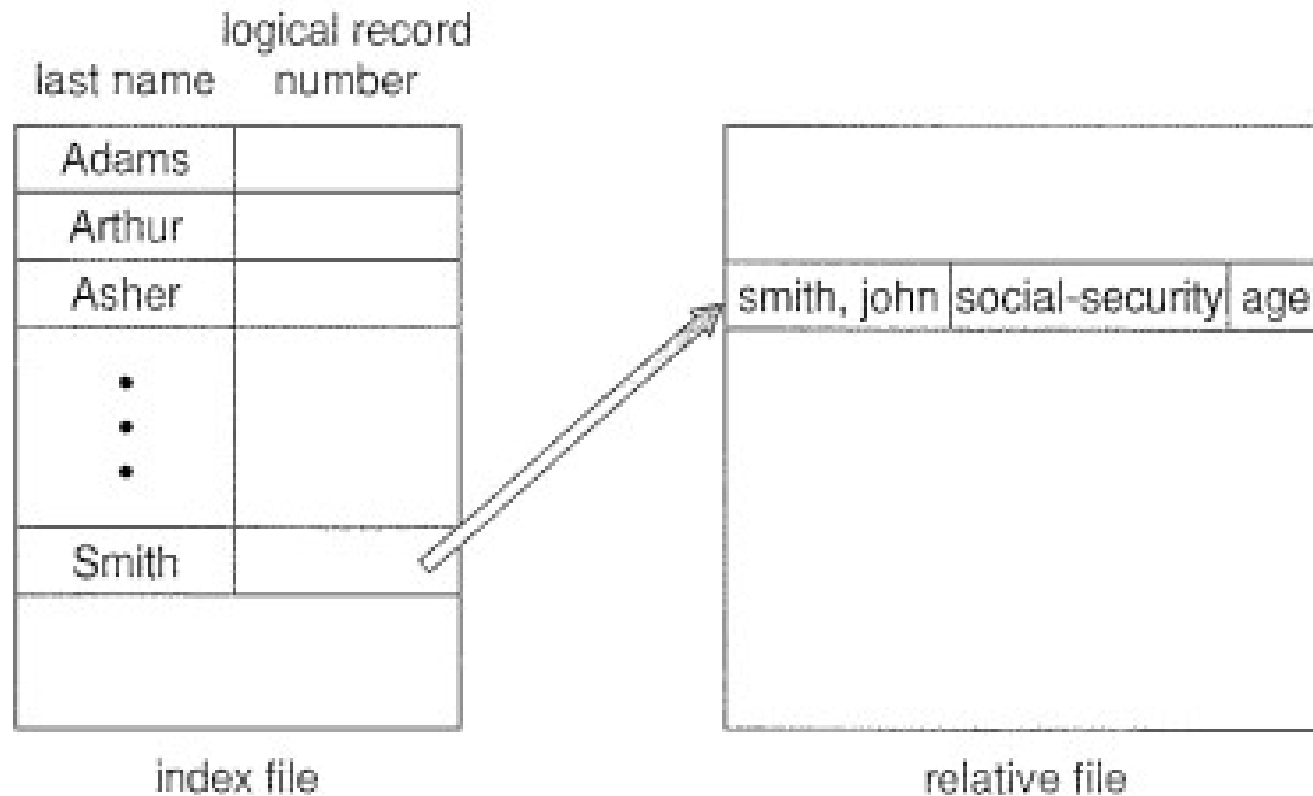 logical record
last name number
Adams
Arthur
Asher
smith, john social-security age
Smith
index file relative file